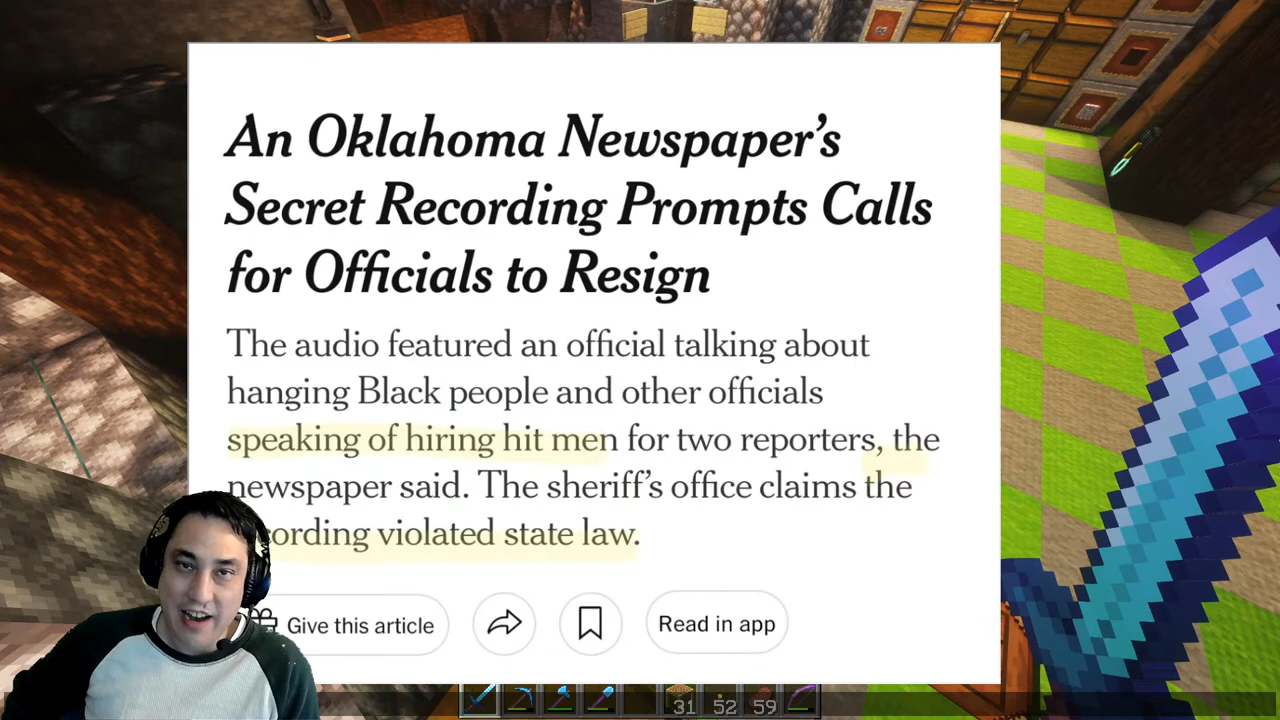 An Oklahoma Newspaper's
Secret Recording Prompts Calls
for Officials to Resign
The audio featured an official talking about
hanging Black people and other officials
speaking of hiring hit men for two reporters, the
newspaper said. The sheriff's office claims the
cording violated state law.
Give this article
Read in app
31 52 59